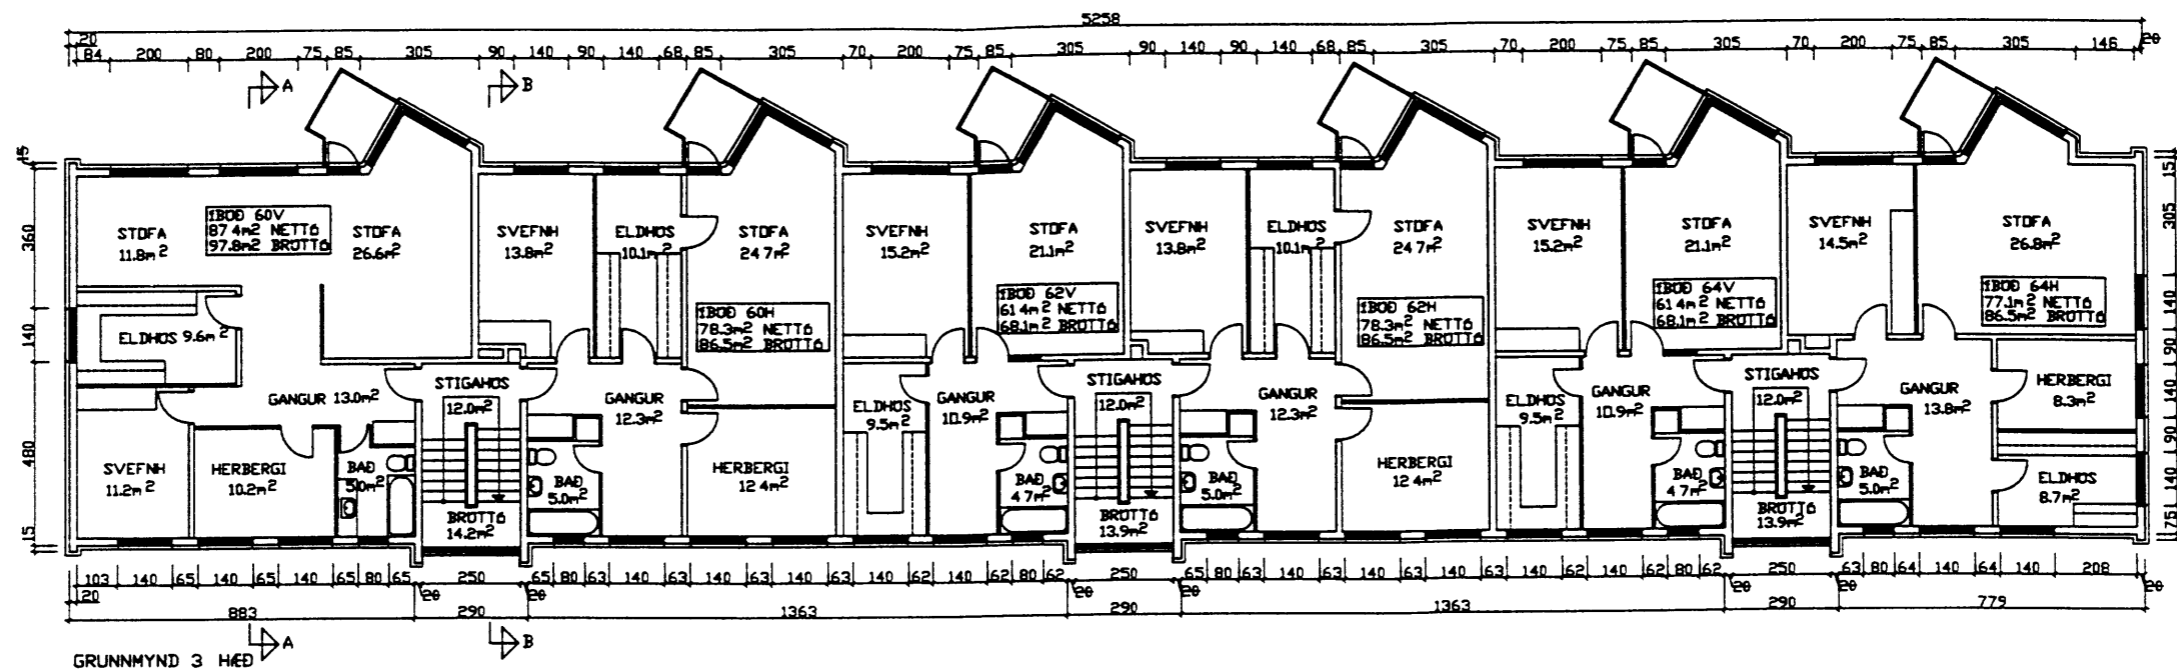 5258
20
84 200 80 200 75 85 305 90 140 90 140 68 85 305 70 200 75 85 305 90 140 90 140 68 85 305 70 200 75 85 305 70 200 75 85 305 146 20
A B
15 360 140 480 15
15 305 140 90 140 90 140 175
STOFA
11.8m²
ÍBÚÐ 60V
87.4m² NETTÓ
97.8m² BRÚTTÓ
STOFA
26.6m²
SVEFNH
13.8m²
ELDHÚS
10.1m²
STOFA
24.7m²
ÍBÚÐ 60H
78.3m² NETTÓ
86.5m² BRÚTTÓ
SVEFNH
15.2m²
STOFA
21.1m²
ÍBÚÐ 62V
61.4m² NETTÓ
68.1m² BRÚTTÓ
SVEFNH
13.8m²
ELDHÚS
10.1m²
STOFA
24.7m²
ÍBÚÐ 62H
78.3m² NETTÓ
86.5m² BRÚTTÓ
SVEFNH
15.2m²
STOFA
21.1m²
ÍBÚÐ 64V
61.4m² NETTÓ
68.1m² BRÚTTÓ
SVEFNH
14.5m²
STOFA
26.8m²
ÍBÚÐ 64H
77.1m² NETTÓ
86.5m² BRÚTTÓ
ELDHÚS 9.6m²
GANGUR 13.0m²
SVEFNH
11.2m²
HERBERGI
10.2m²
BAÐ
5.0m²
STIGAHÚS
12.0m²
BRÚTTÓ
14.2m²
BAÐ
5.0m²
GANGUR
12.3m²
HERBERGI
12.4m²
ELDHÚS
9.5m²
GANGUR
10.9m²
BAÐ
4.7m²
STIGAHÚS
12.0m²
BRÚTTÓ
13.9m²
BAÐ
5.0m²
GANGUR
12.3m²
HERBERGI
12.4m²
ELDHÚS
9.5m²
GANGUR
10.9m²
BAÐ
4.7m²
STIGAHÚS
12.0m²
BRÚTTÓ
13.9m²
BAÐ
5.0m²
GANGUR
13.8m²
HERBERGI
8.3m²
ELDHÚS
8.7m²
103 140 65 140 65 140 65 80 65 250 65 80 63 140 63 140 63 140 63 140 62 140 62 80 62 250 65 80 63 140 63 140 63 140 63 140 62 140 62 80 62 250 63 80 64 140 64 140 208
20 20 20 20 20 20 20 20
883 290 1363 290 1363 290 779
A B
GRUNNMYND 3 HÆÐ